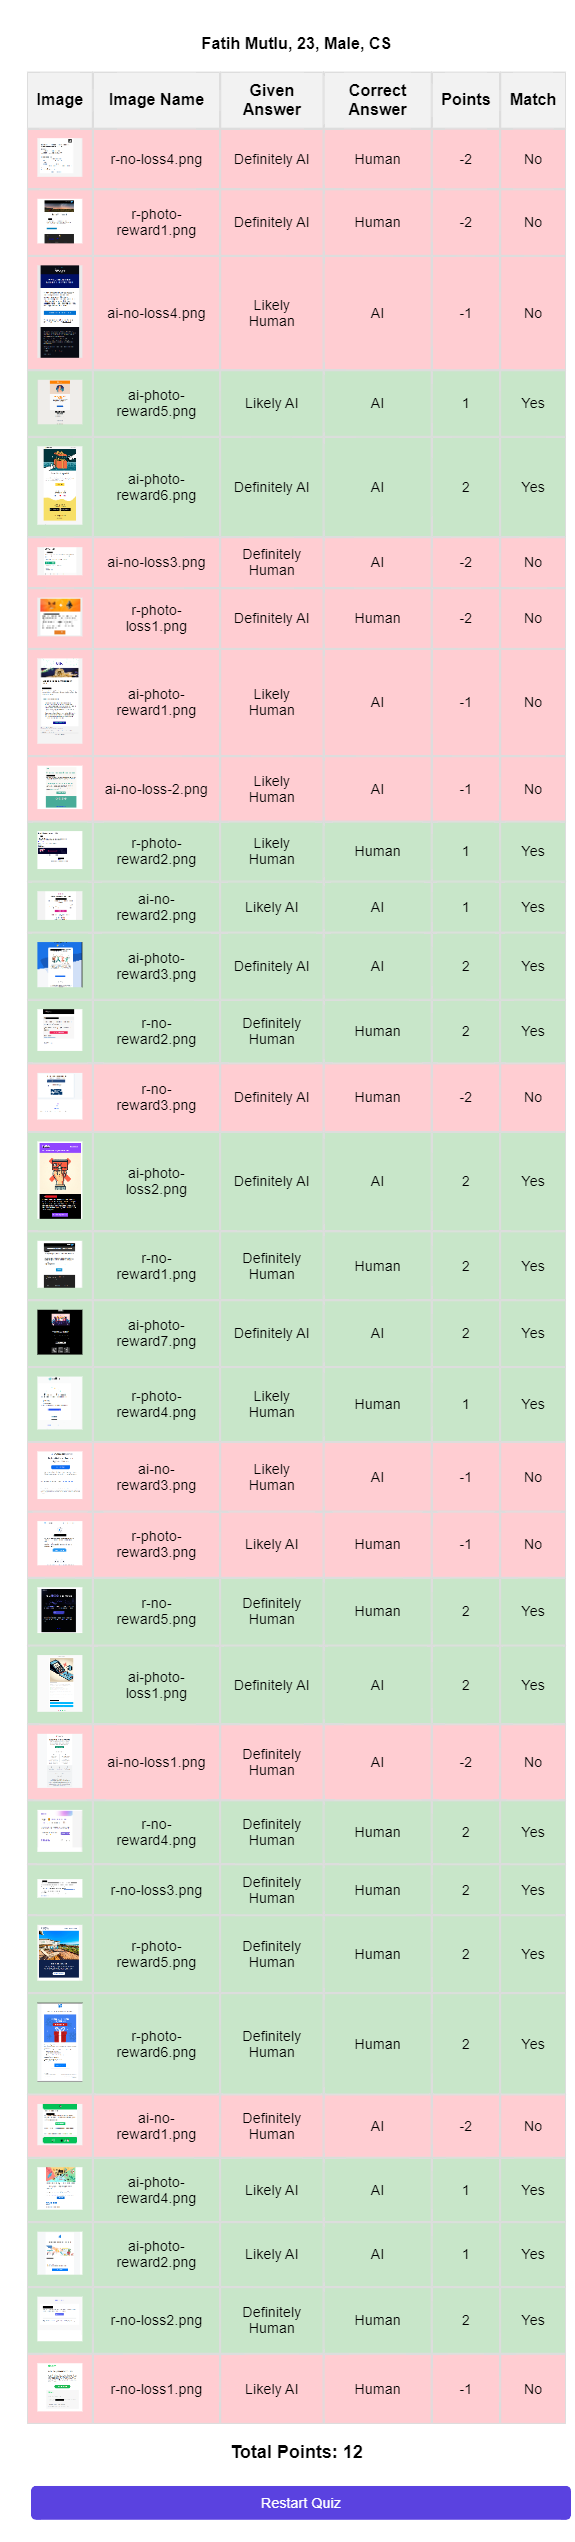 Fatih Mutlu, 23, Male, CS
Image Image Name Given Answer Correct Answer Points Match
r-no-loss4.png Definitely AI Human -2 No
r-photo-reward1.png Definitely AI Human -2 No
ai-no-loss4.png Likely Human AI -1 No
ai-photo-reward5.png Likely AI AI 1 Yes
ai-photo-reward6.png Definitely AI AI 2 Yes
ai-no-loss3.png Definitely Human AI -2 No
r-photo-loss1.png Definitely AI Human -2 No
ai-photo-reward1.png Likely Human AI -1 No
ai-no-loss-2.png Likely Human AI -1 No
r-photo-reward2.png Likely Human Human 1 Yes
ai-no-reward2.png Likely AI AI 1 Yes
ai-photo-reward3.png Definitely AI AI 2 Yes
r-no-reward2.png Definitely Human Human 2 Yes
r-no-reward3.png Definitely AI Human -2 No
ai-photo-loss2.png Definitely AI AI 2 Yes
r-no-reward1.png Definitely Human Human 2 Yes
ai-photo-reward7.png Definitely AI AI 2 Yes
r-photo-reward4.png Likely Human Human 1 Yes
ai-no-reward3.png Likely Human AI -1 No
r-photo-reward3.png Likely AI Human -1 No
r-no-reward5.png Definitely Human Human 2 Yes
ai-photo-loss1.png Definitely AI AI 2 Yes
ai-no-loss1.png Definitely Human AI -2 No
r-no-reward4.png Definitely Human Human 2 Yes
r-no-loss3.png Definitely Human Human 2 Yes
r-photo-reward5.png Definitely Human Human 2 Yes
r-photo-reward6.png Definitely Human Human 2 Yes
ai-no-reward1.png Definitely Human AI -2 No
ai-photo-reward4.png Likely AI AI 1 Yes
ai-photo-reward2.png Likely AI AI 1 Yes
r-no-loss2.png Definitely Human Human 2 Yes
r-no-loss1.png Likely AI Human -1 No
Total Points: 12
Restart Quiz